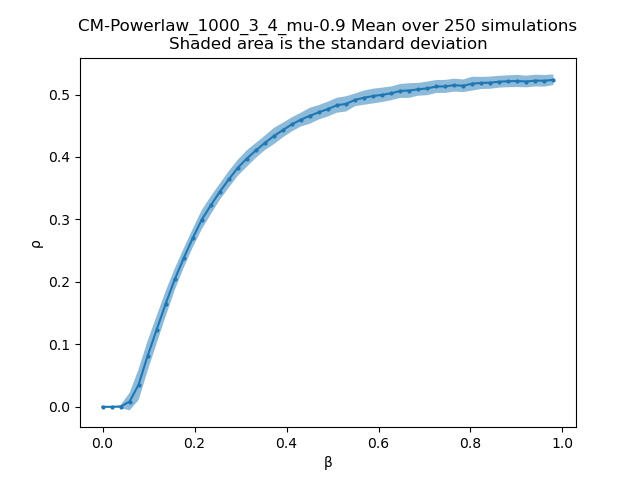 CM-Powerlaw_1000_3_4_mu-0.9 Mean over 250 simulations
Shaded area is the standard deviation
0.5
0.4
0.3
0.2
0.1
0.0
ρ
0.0 0.2 0.4 0.6 0.8 1.0
β